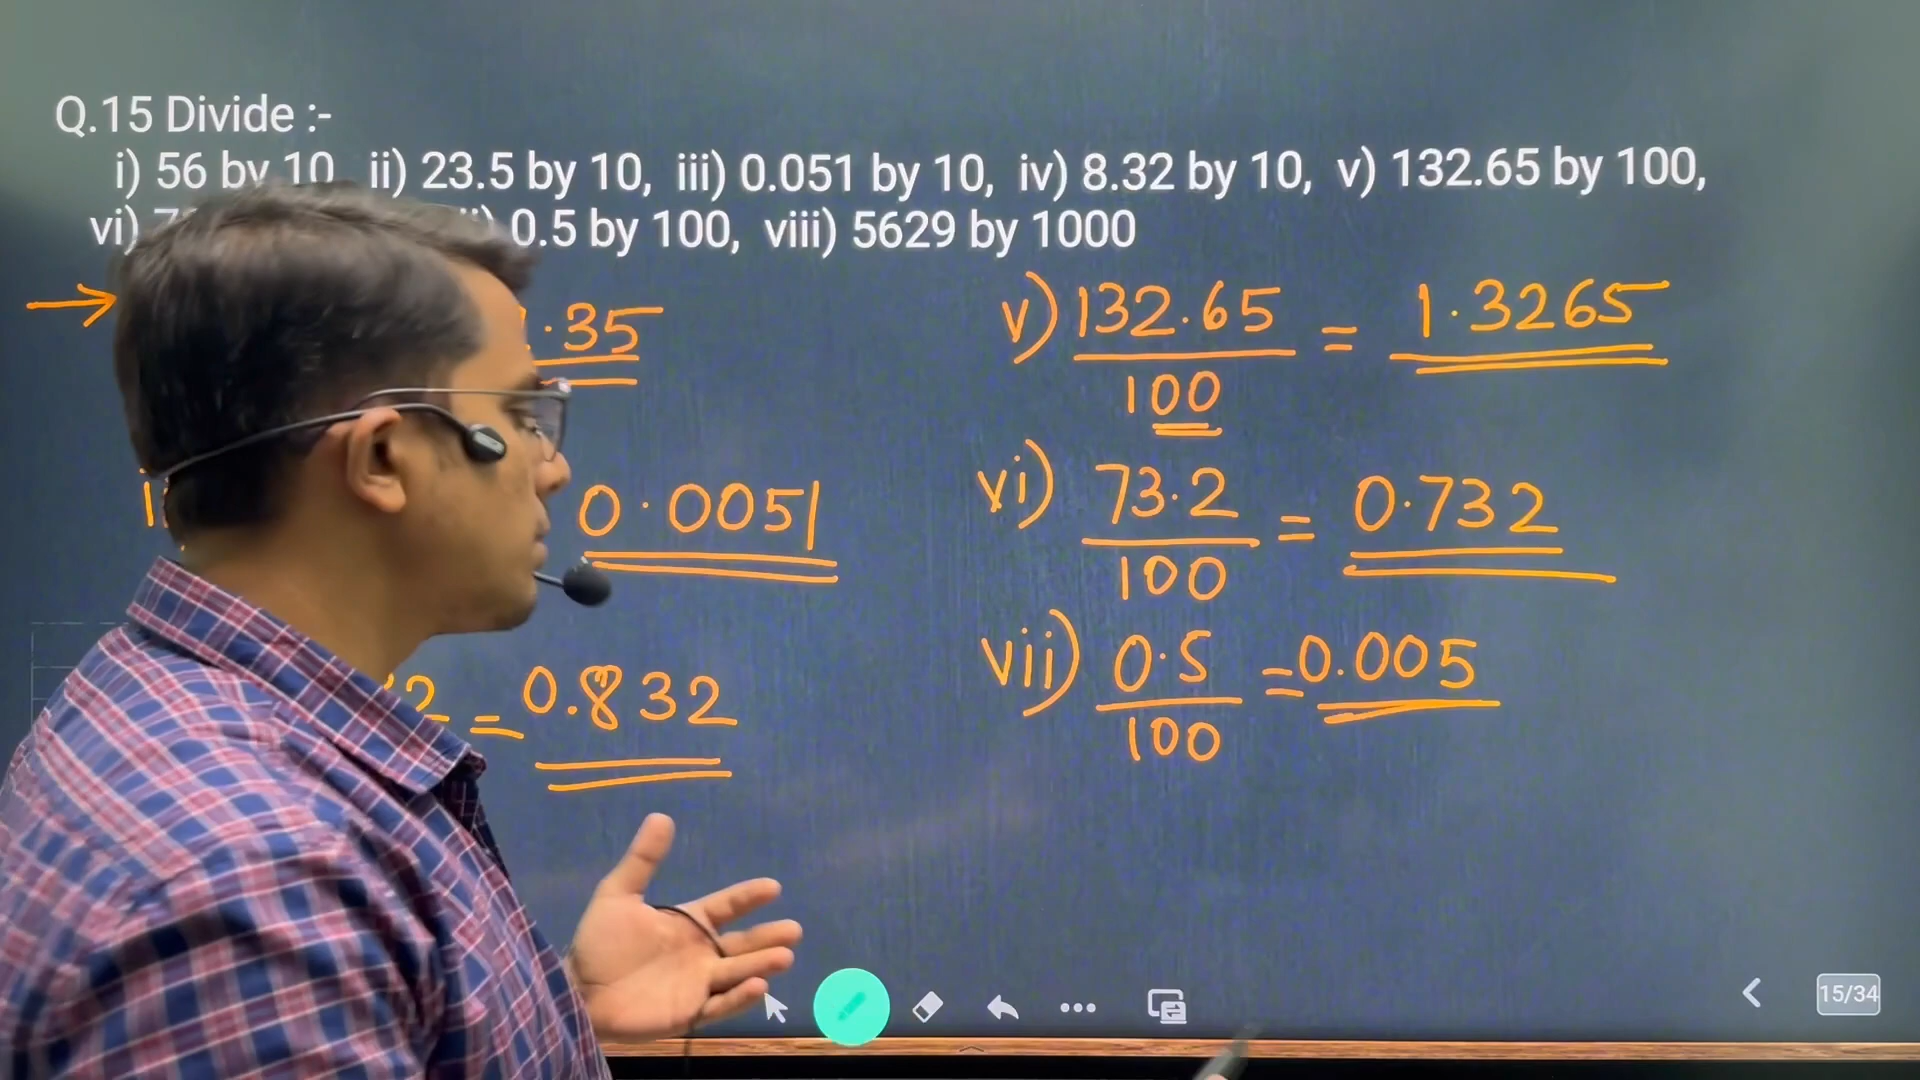 Q.15 Divide :-
i) 56 by 10, ii) 23.5 by 10, iii) 0.051 by 10, iv) 8.32 by 10, v) 132.65 by 100,
vi) 0.5 by 100, viii) 5629 by 1000
.35
0.0051
2 = 0.832
v) 132.65 / 100 = 1.3265
vi) 73.2 / 100 = 0.732
vii) 0.5 / 100 = 0.005
15/34